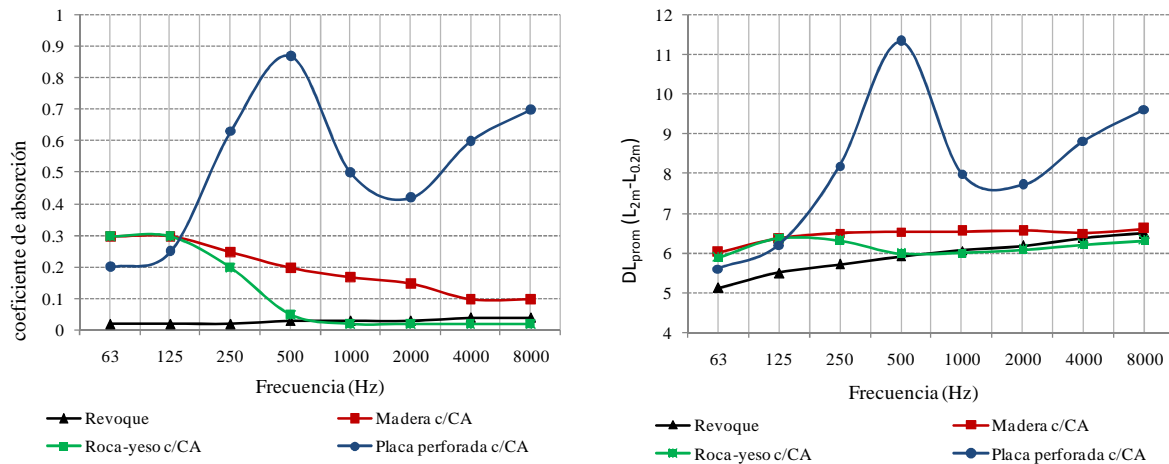 coeficiente de absorción
1
0.9
0.8
0.7
0.6
0.5
0.4
0.3
0.2
0.1
0
63 125 250 500 1000 2000 4000 8000
Frecuencia (Hz)
Revoque Madera c/CA
Roca-yeso c/CA Placa perforada c/CA
DLprom (L2m-L0.2m)
12
11
10
9
8
7
6
5
4
63 125 250 500 1000 2000 4000 8000
Frecuencia (Hz)
Revoque Madera c/CA
Roca-yeso c/CA Placa perforada c/CA